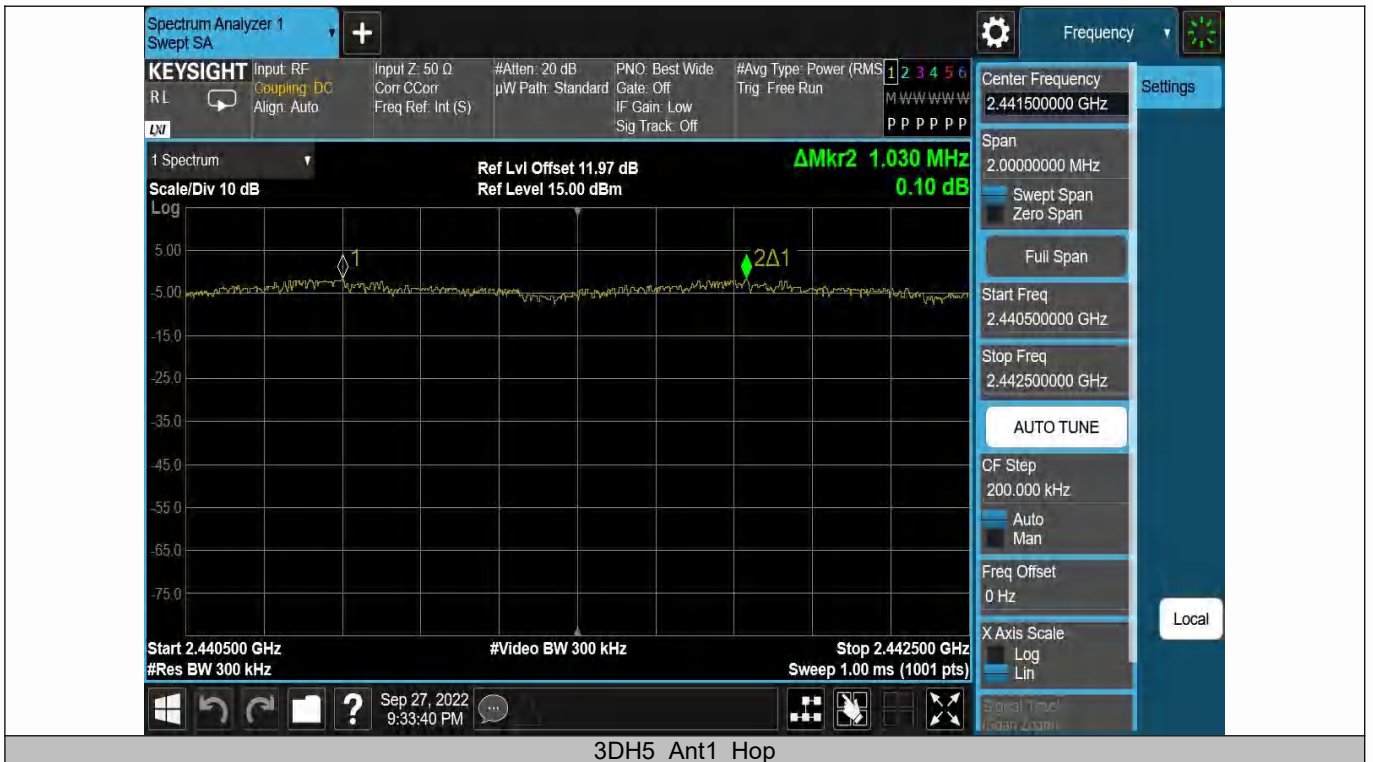 Spectrum Analyzer 1
Swept SA
+
Frequency
KEYSIGHT
R L
LXI
Input: RF
Coupling: DC
Align: Auto
Input Z: 50 Ω
Corr CCorr
Freq Ref: Int (S)
#Atten: 20 dB
µW Path: Standard
PNO: Best Wide
Gate: Off
IF Gain: Low
Sig Track: Off
#Avg Type: Power (RMS
Trig: Free Run
1 2 3 4 5 6
M W W W W W
P P P P P P
1 Spectrum
Scale/Div 10 dB
Log
Ref Lvl Offset 11.97 dB
Ref Level 15.00 dBm
ΔMkr2 1.030 MHz
0.10 dB
1
2Δ1
5.00
-5.00
-15.0
-25.0
-35.0
-45.0
-55.0
-65.0
-75.0
Start 2.440500 GHz
#Res BW 300 kHz
#Video BW 300 kHz
Stop 2.442500 GHz
Sweep 1.00 ms (1001 pts)
Center Frequency
2.441500000 GHz
Settings
Span
2.00000000 MHz
Swept Span
Zero Span
Full Span
Start Freq
2.440500000 GHz
Stop Freq
2.442500000 GHz
AUTO TUNE
CF Step
200.000 kHz
Auto
Man
Freq Offset
0 Hz
X Axis Scale
Log
Lin
Local
Signal Track
(Span Zoom)
?
Sep 27, 2022
9:33:40 PM
3DH5_Ant1_Hop